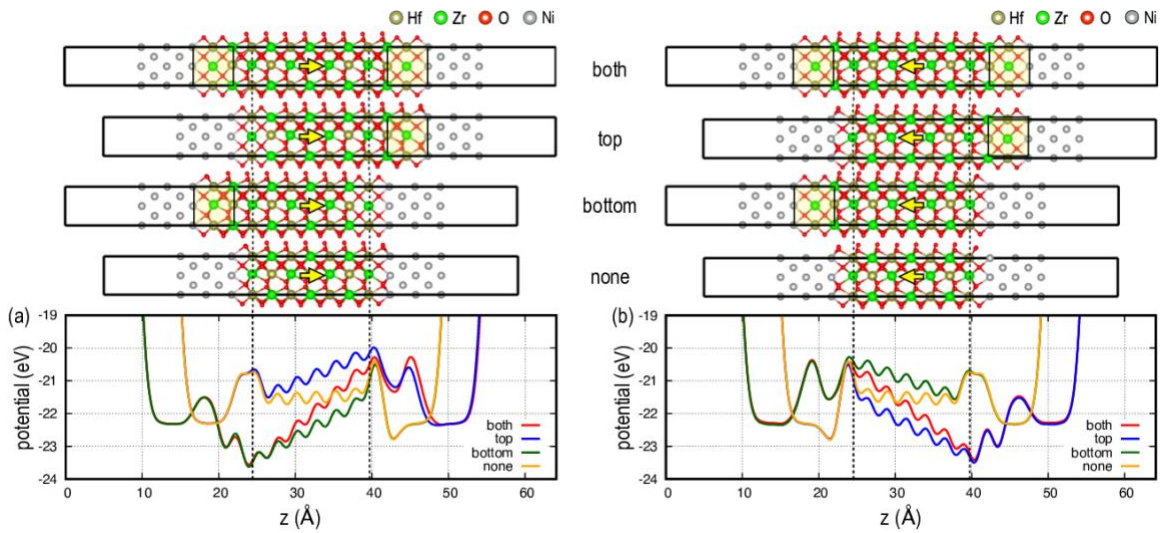 Hf Zr O Ni
Hf Zr O Ni
both
top
bottom
none
(a)
-19
-20
-21
-22
-23
-24
potential (eV)
both
top
bottom
none
0 10 20 30 40 50 60
z (Å)
(b)
-19
-20
-21
-22
-23
-24
potential (eV)
both
top
bottom
none
0 10 20 30 40 50 60
z (Å)